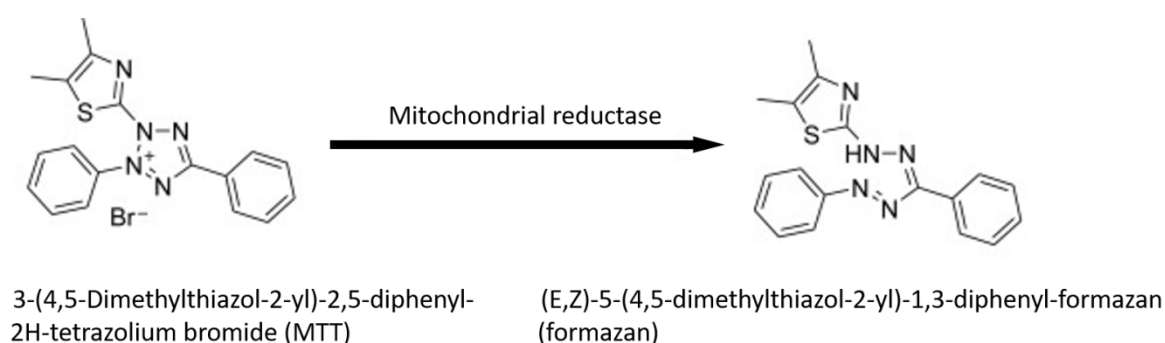 N
S
N
N
N
+
N
Br−
Mitochondrial reductase
N
S
HN
N
N
N
3-(4,5-Dimethylthiazol-2-yl)-2,5-diphenyl-
2H-tetrazolium bromide (MTT)
(E,Z)-5-(4,5-dimethylthiazol-2-yl)-1,3-diphenyl-formazan
(formazan)